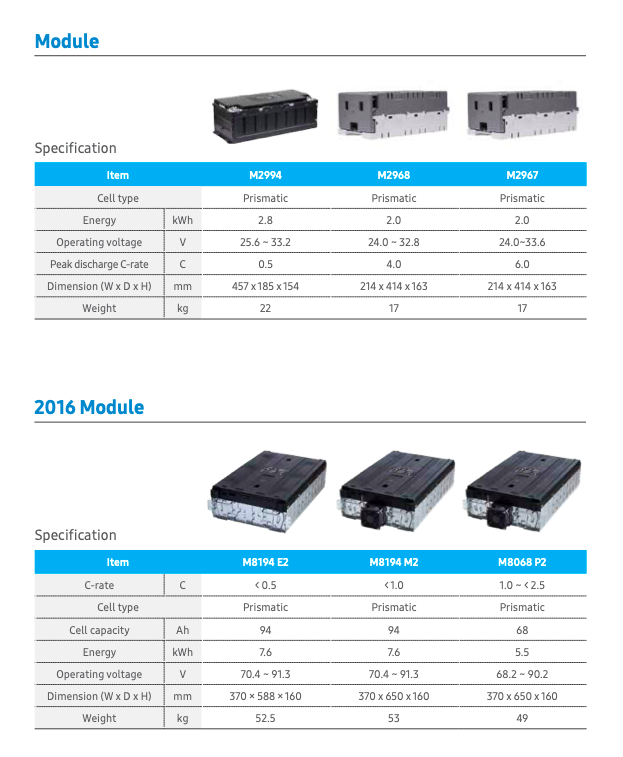 Module
Specification
Item M2994 M2968 M2967
Cell type Prismatic Prismatic Prismatic
Energy kWh 2.8 2.0 2.0
Operating voltage V 25.6 ~ 33.2 24.0 ~ 32.8 24.0~33.6
Peak discharge C-rate C 0.5 4.0 6.0
Dimension (W x D x H) mm 457 x 185 x 154 214 x 414 x 163 214 x 414 x 163
Weight kg 22 17 17
2016 Module
Specification
Item M8194 E2 M8194 M2 M8068 P2
C-rate C < 0.5 < 1.0 1.0 ~ < 2.5
Cell type Prismatic Prismatic Prismatic
Cell capacity Ah 94 94 68
Energy kWh 7.6 7.6 5.5
Operating voltage V 70.4 ~ 91.3 70.4 ~ 91.3 68.2 ~ 90.2
Dimension (W x D x H) mm 370 × 588 × 160 370 x 650 x 160 370 x 650 x 160
Weight kg 52.5 53 49